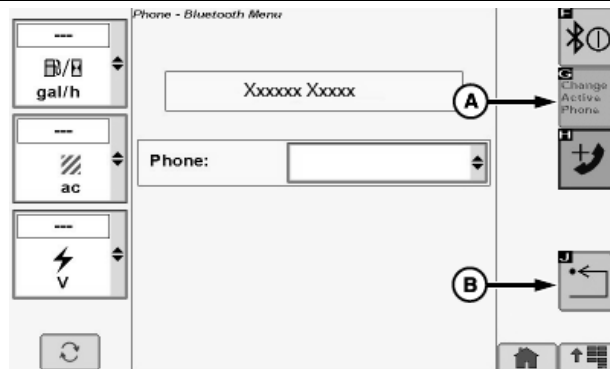 Phone - Bluetooth Menu
---
gal/h
---
ac
---
V
Xxxxxx Xxxxx
Phone:
A
B
F
G
Change
Active
Phone
H
J